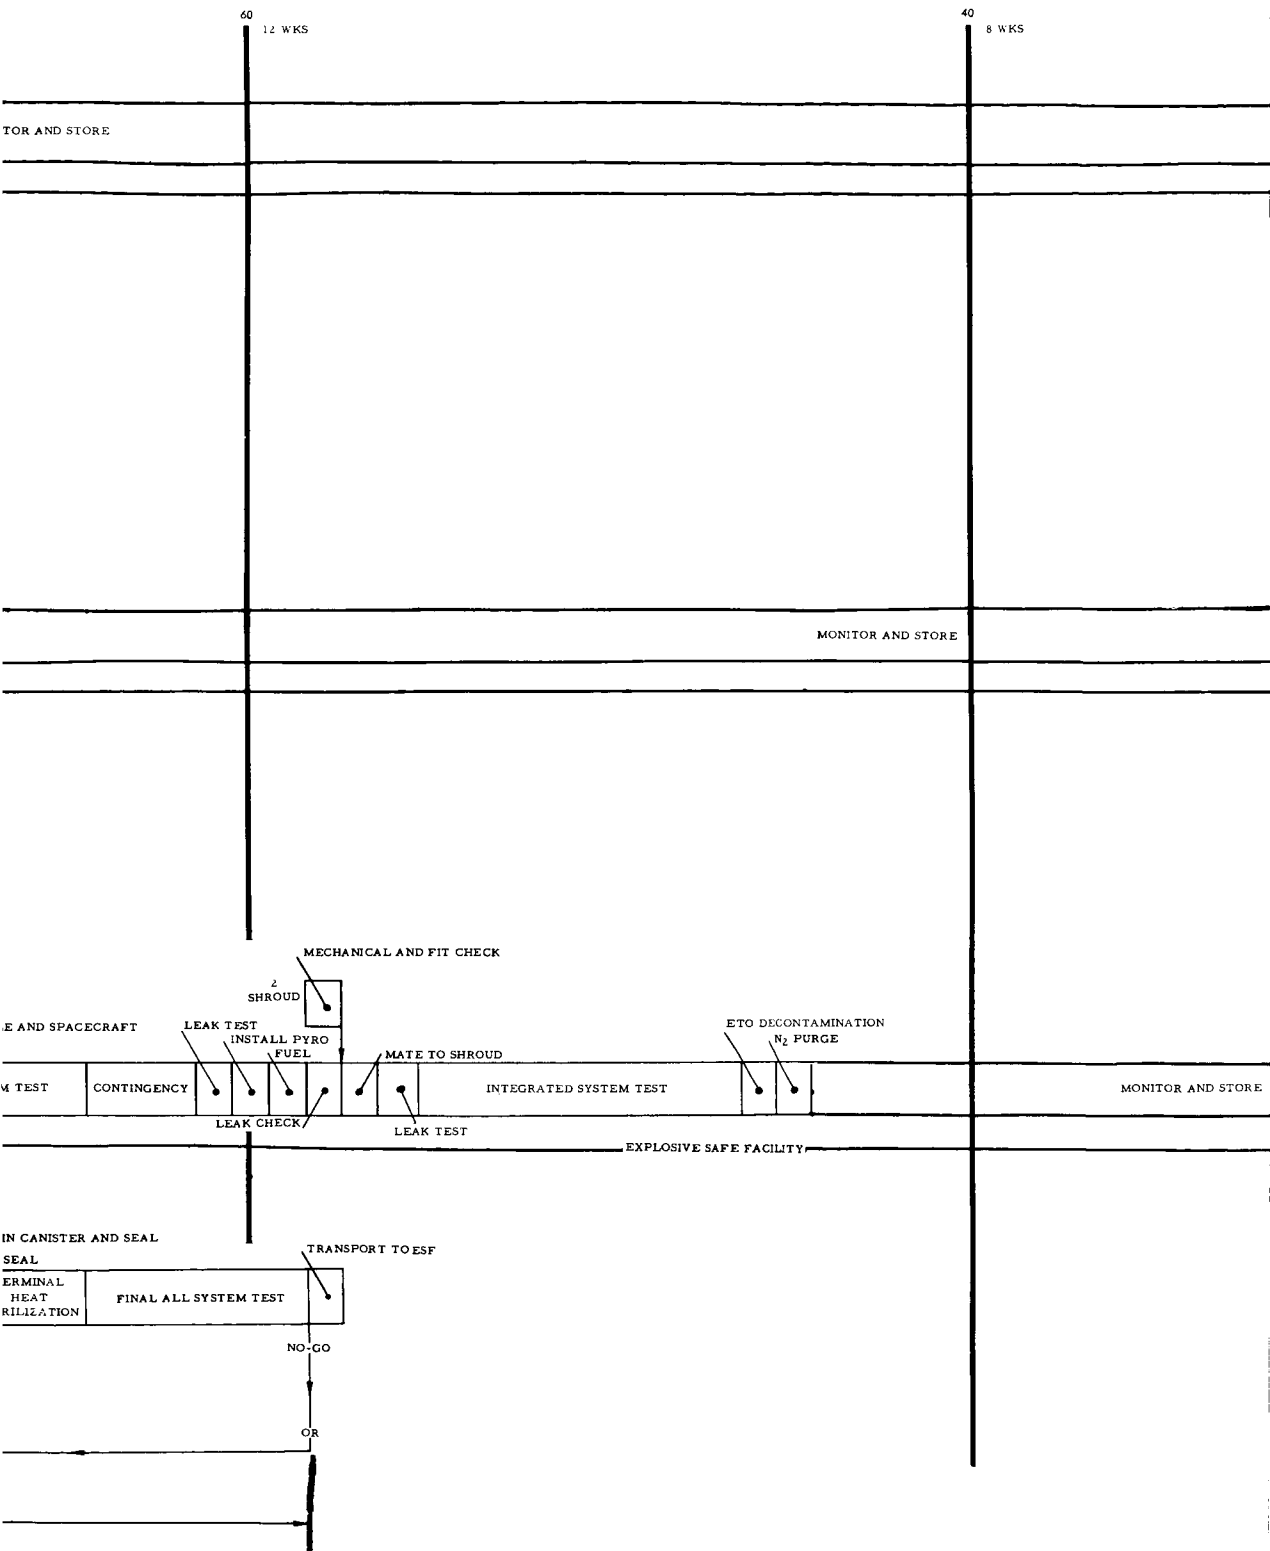 60
12 WKS
40
8 WKS
TOR AND STORE
MONITOR AND STORE
MECHANICAL AND FIT CHECK
2
SHROUD
E AND SPACECRAFT
LEAK TEST
INSTALL PYRO
FUEL
MATE TO SHROUD
ETO DECONTAMINATION
N₂ PURGE
M TEST
CONTINGENCY
INTEGRATED SYSTEM TEST
MONITOR AND STORE
LEAK CHECK
LEAK TEST
EXPLOSIVE SAFE FACILITY
IN CANISTER AND SEAL
SEAL
TRANSPORT TO ESF
ERMINAL
HEAT
RILIZATION
FINAL ALL SYSTEM TEST
NO-GO
OR